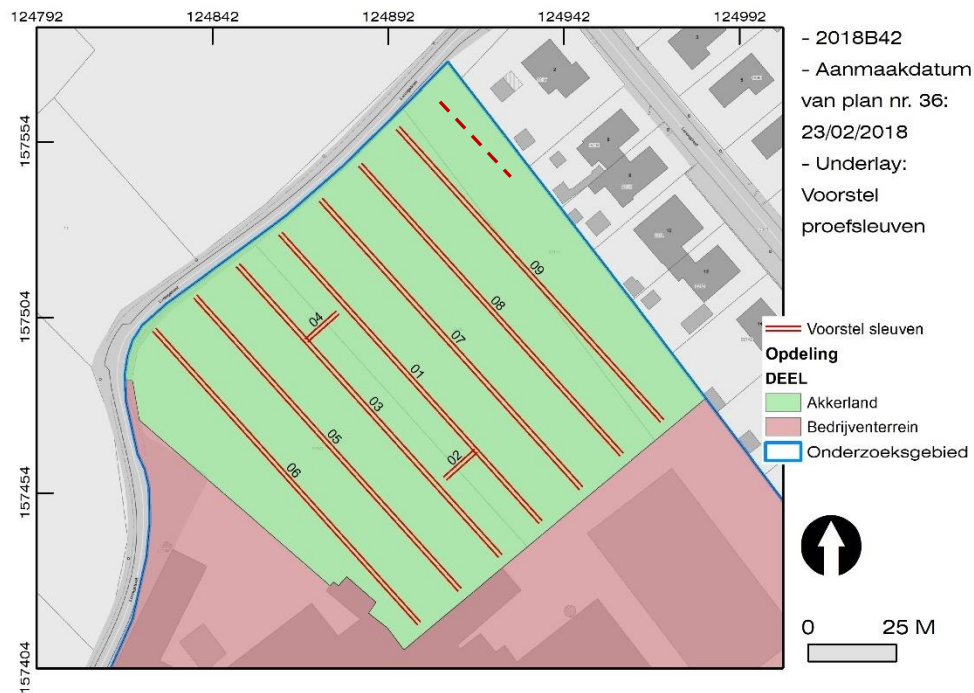 124792
124842
124892
124942
124992
157554
157504
157454
157404
09
08
07
04
01
03
05
02
06
- 2018B42
- Aanmaakdatum
van plan nr. 36:
23/02/2018
- Underlay:
Voorstel
proefsleuven
Voorstel sleuven
Opdeling
DEEL
Akkerland
Bedrijventerrein
Onderzoeksgebied
0 25 M